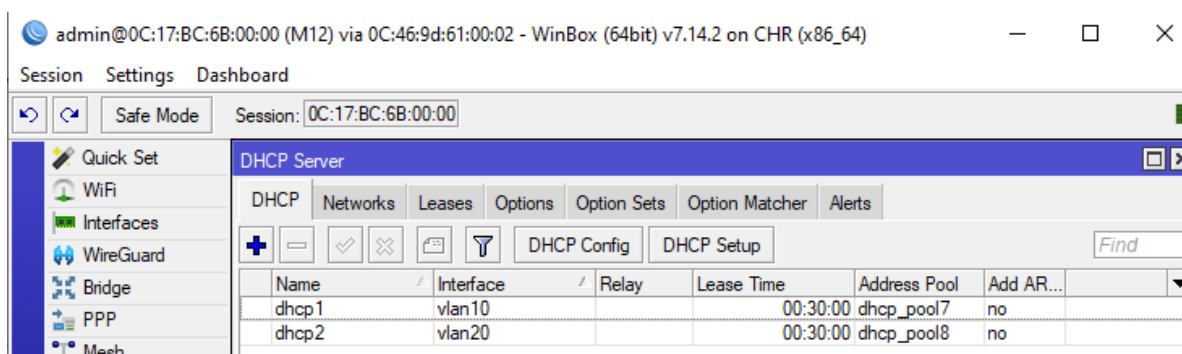 admin@0C:17:BC:6B:00:00 (M12) via 0C:46:9d:61:00:02 - WinBox (64bit) v7.14.2 on CHR (x86_64)
Session Settings Dashboard
Safe Mode Session: 0C:17:BC:6B:00:00
Quick Set
WiFi
Interfaces
WireGuard
Bridge
PPP
Mesh
DHCP Server
DHCP Networks Leases Options Option Sets Option Matcher Alerts
DHCP Config DHCP Setup Find
Name Interface Relay Lease Time Address Pool Add AR...
dhcp1 vlan10 00:30:00 dhcp_pool7 no
dhcp2 vlan20 00:30:00 dhcp_pool8 no